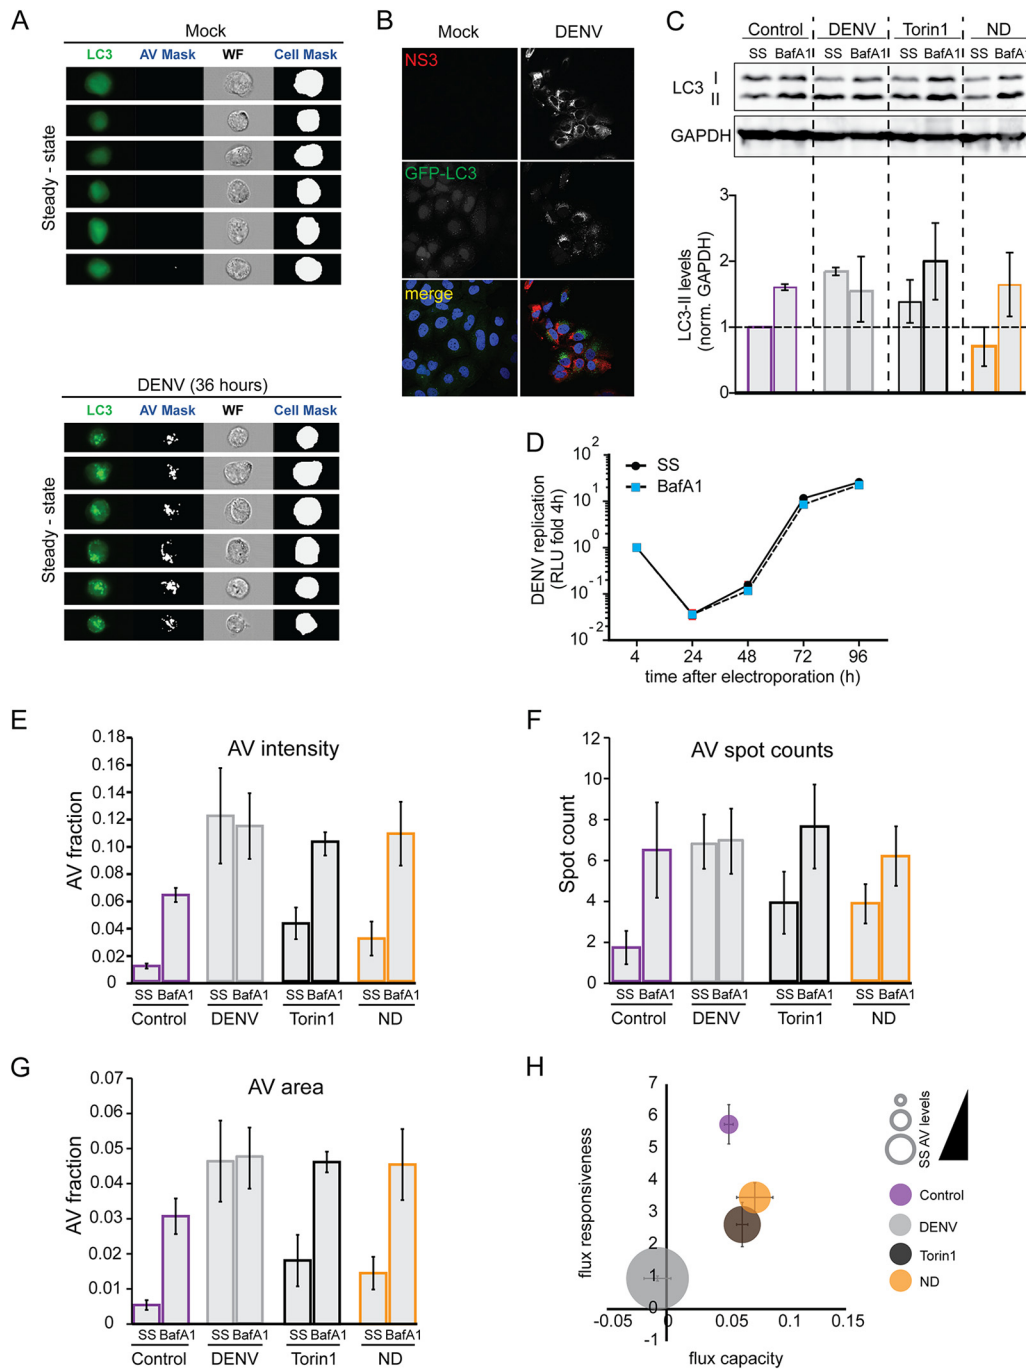 A
Mock
LC3 AV Mask WF Cell Mask
Steady - state
DENV (36 hours)
LC3 AV Mask WF Cell Mask
Steady - state
B
Mock DENV
NS3
GFP-LC3
merge
C
Control DENV Torin1 ND
SS BafA1 SS BafA1 SS BafA1 SS BafA1
LC3 I
II
GAPDH
LC3-II levels
(norm. GAPDH)
3
2
1
0
D
DENV replication
(RLU fold 4h)
10 2
10 1
10 0
10 -1
10 -2
SS
BafA1
4 24 48 72 96
time after electroporation (h)
E
AV intensity
AV fraction
0.18
0.16
0.14
0.12
0.10
0.08
0.06
0.04
0.02
0
SS BafA1 SS BafA1 SS BafA1 SS BafA1
Control DENV Torin1 ND
F
AV spot counts
Spot count
12
10
8
6
4
2
0
SS BafA1 SS BafA1 SS BafA1 SS BafA1
Control DENV Torin1 ND
G
AV area
AV fraction
0.07
0.06
0.05
0.04
0.03
0.02
0.01
0
SS BafA1 SS BafA1 SS BafA1 SS BafA1
Control DENV Torin1 ND
H
flux responsiveness
7
6
5
4
3
2
1
0
-1
-0.05 0 0.05 0.1 0.15
flux capacity
SS AV levels
Control
DENV
Torin1
ND